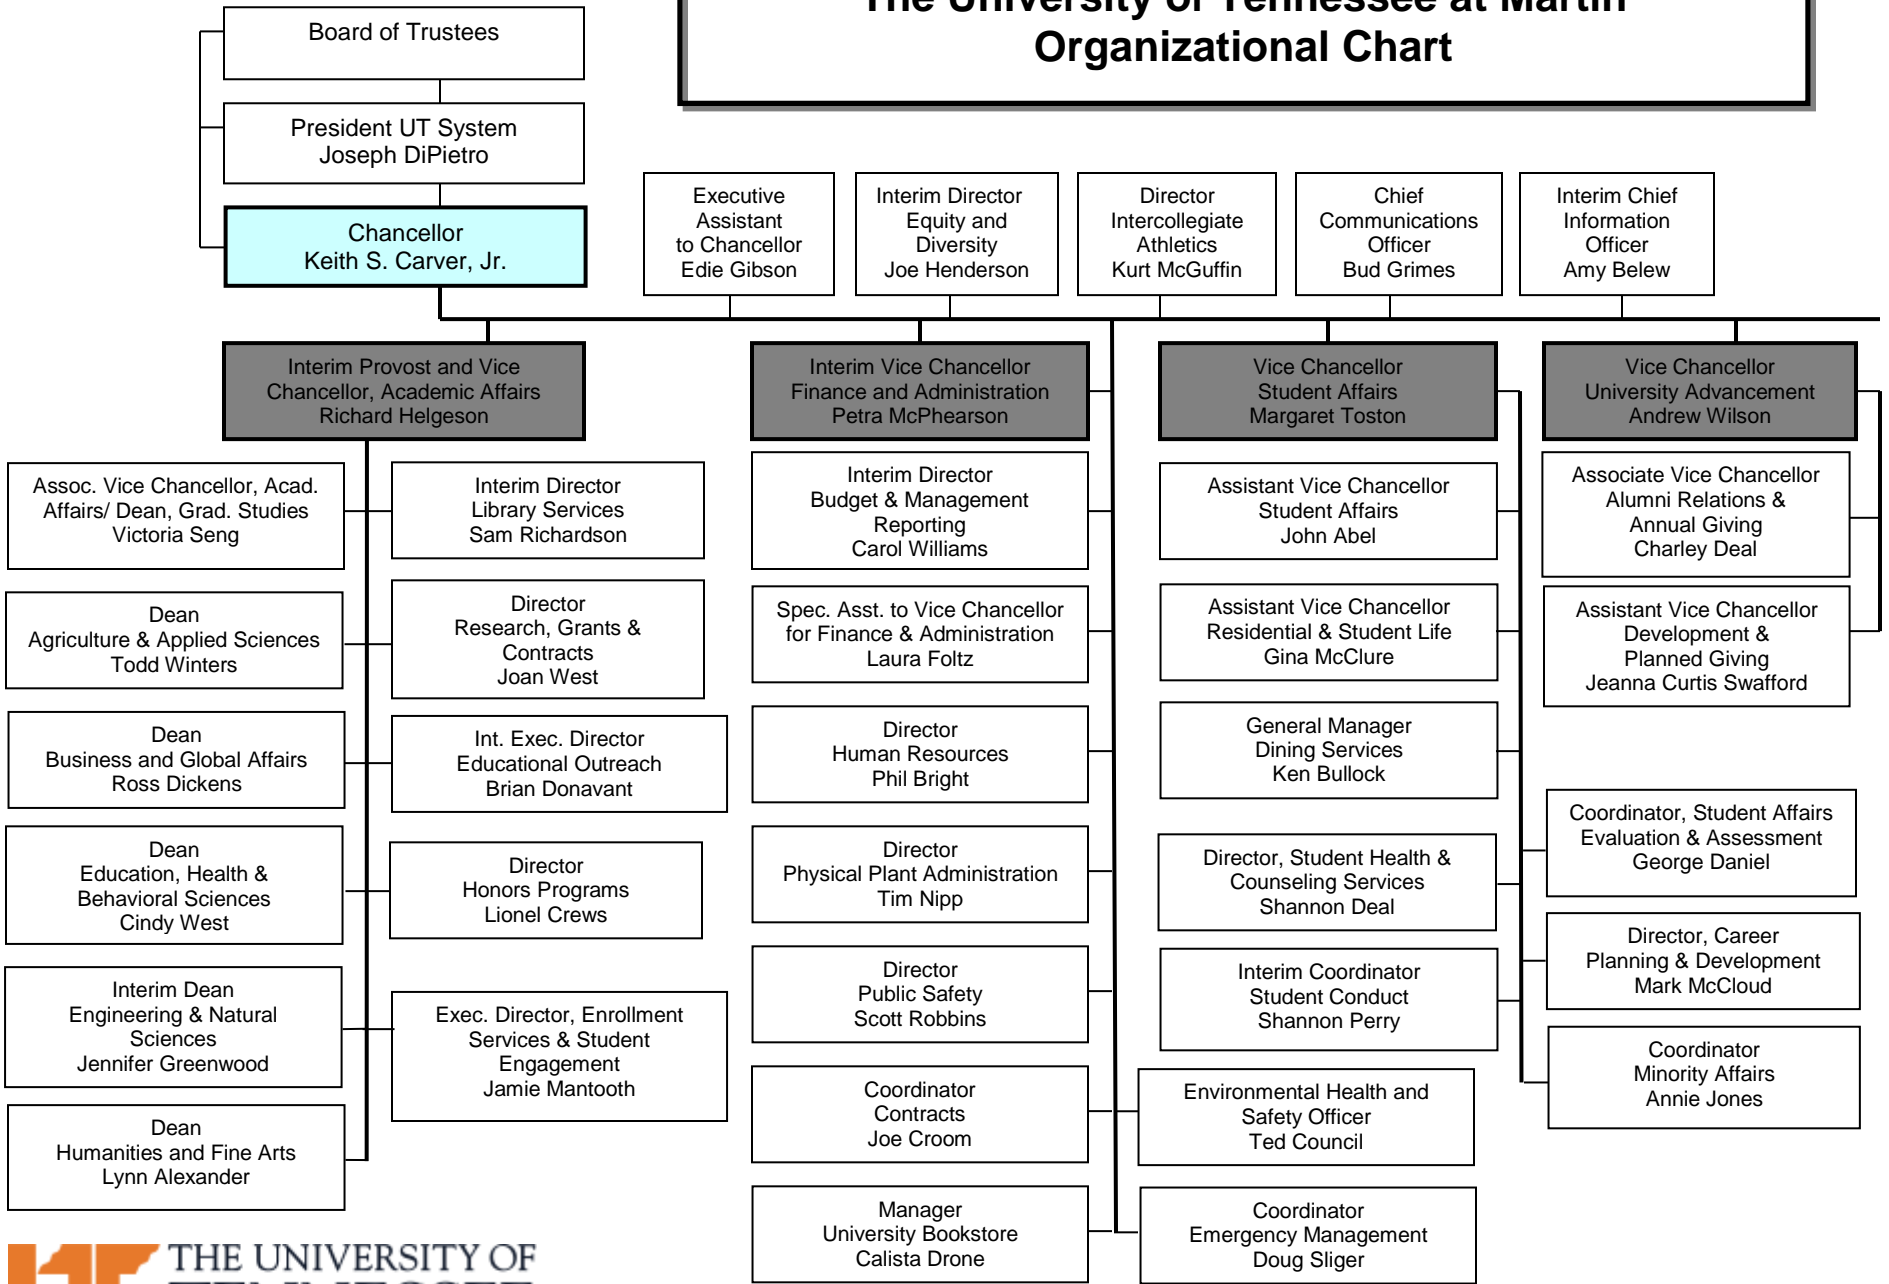 The University of Tennessee at Martin
Organizational Chart
Board of Trustees
President UT System
Joseph DiPietro
Chancellor
Keith S. Carver, Jr.
Executive
Assistant
to Chancellor
Edie Gibson
Interim Director
Equity and
Diversity
Joe Henderson
Director
Intercollegiate
Athletics
Kurt McGuffin
Chief
Communications
Officer
Bud Grimes
Interim Chief
Information
Officer
Amy Belew
Interim Provost and Vice
Chancellor, Academic Affairs
Richard Helgeson
Interim Vice Chancellor
Finance and Administration
Petra McPhearson
Vice Chancellor
Student Affairs
Margaret Toston
Vice Chancellor
University Advancement
Andrew Wilson
Assoc. Vice Chancellor, Acad.
Affairs/ Dean, Grad. Studies
Victoria Seng
Dean
Agriculture & Applied Sciences
Todd Winters
Dean
Business and Global Affairs
Ross Dickens
Dean
Education, Health &
Behavioral Sciences
Cindy West
Interim Dean
Engineering & Natural
Sciences
Jennifer Greenwood
Dean
Humanities and Fine Arts
Lynn Alexander
Interim Director
Library Services
Sam Richardson
Director
Research, Grants &
Contracts
Joan West
Int. Exec. Director
Educational Outreach
Brian Donavant
Director
Honors Programs
Lionel Crews
Exec. Director, Enrollment
Services & Student
Engagement
Jamie Mantooth
Interim Director
Budget & Management
Reporting
Carol Williams
Spec. Asst. to Vice Chancellor
for Finance & Administration
Laura Foltz
Director
Human Resources
Phil Bright
Director
Physical Plant Administration
Tim Nipp
Director
Public Safety
Scott Robbins
Coordinator
Contracts
Joe Croom
Manager
University Bookstore
Calista Drone
Environmental Health and
Safety Officer
Ted Council
Coordinator
Emergency Management
Doug Sliger
Assistant Vice Chancellor
Student Affairs
John Abel
Assistant Vice Chancellor
Residential & Student Life
Gina McClure
General Manager
Dining Services
Ken Bullock
Director, Student Health &
Counseling Services
Shannon Deal
Interim Coordinator
Student Conduct
Shannon Perry
Associate Vice Chancellor
Alumni Relations &
Annual Giving
Charley Deal
Assistant Vice Chancellor
Development &
Planned Giving
Jeanna Curtis Swafford
Coordinator, Student Affairs
Evaluation & Assessment
George Daniel
Director, Career
Planning & Development
Mark McCloud
Coordinator
Minority Affairs
Annie Jones
THE UNIVERSITY OF
TENNESSEE